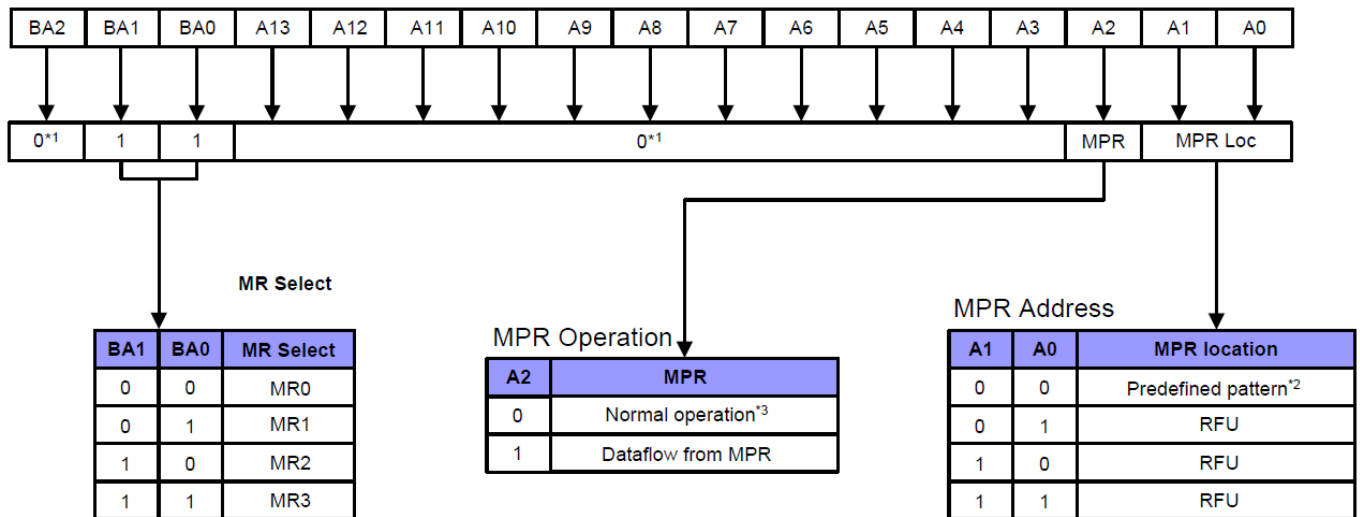 BA2 BA1 BA0 A13 A12 A11 A10 A9 A8 A7 A6 A5 A4 A3 A2 A1 A0
0*1 1 1 0*1 MPR MPR Loc
MR Select
BA1 BA0 MR Select
0 0 MR0
0 1 MR1
1 0 MR2
1 1 MR3
MPR Operation
A2 MPR
0 Normal operation*3
1 Dataflow from MPR
MPR Address
A1 A0 MPR location
0 0 Predefined pattern*2
0 1 RFU
1 0 RFU
1 1 RFU